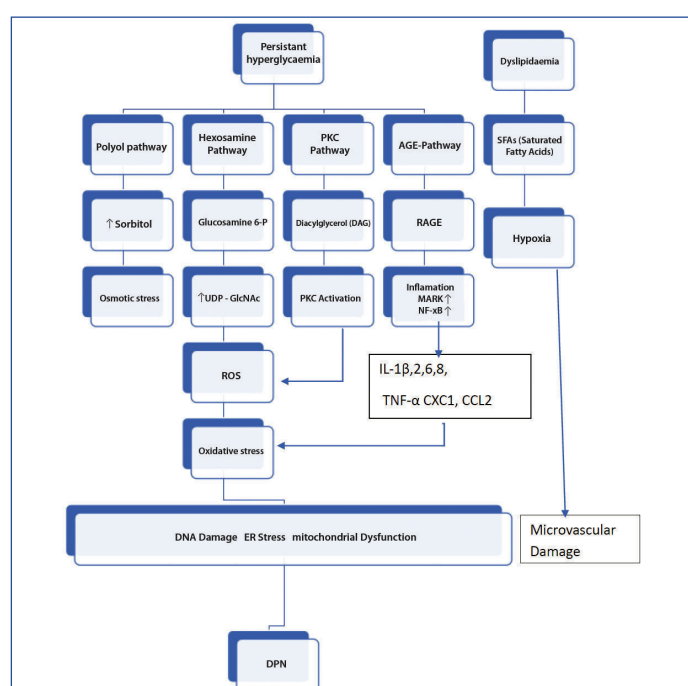 Persistant
hyperglycaemia
Dyslipidaemia
Polyol pathway
Hexosamine
Pathway
PKC
Pathway
AGE-Pathway
SFAs (Saturated
Fatty Acids)
↑ Sorbitol
Glucosamine 6-P
Diacylglycerol (DAG)
RAGE
Hypoxia
Osmotic stress
↑UDP - GlcNAc
PKC Activation
Inflamation
MARK ↑
NF-xB ↑
ROS
IL-1β,2,6,8,
TNF-α CXC1, CCL2
Oxidative stress
DNA Damage ER Stress mitochondrial Dysfunction
Microvascular
Damage
DPN